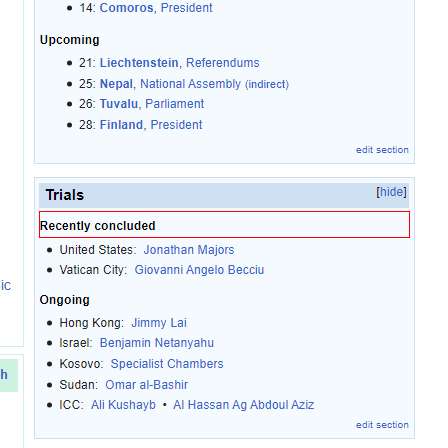 14: Comoros, President
Upcoming
21: Liechtenstein, Referendums
25: Nepal, National Assembly (indirect)
26: Tuvalu, Parliament
28: Finland, President
edit section
Trials [hide]
Recently concluded
United States: Jonathan Majors
Vatican City: Giovanni Angelo Becciu
ic
Ongoing
Hong Kong: Jimmy Lai
Israel: Benjamin Netanyahu
Kosovo: Specialist Chambers
h
Sudan: Omar al-Bashir
ICC: Ali Kushayb • Al Hassan Ag Abdoul Aziz
edit section